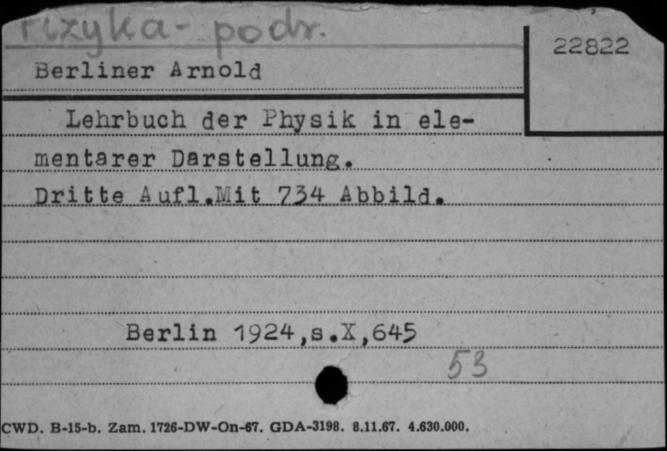 fizyka - podr.
22822
Berliner Arnold
Lehrbuch der Physik in ele-
mentarer Darstellung.
Dritte Aufl.Mit 734 Abbild.
Berlin 1924,s.X,645
53
CWD. B-15-b. Zam. 1726-DW-On-67. GDA-3198. 8.11.67. 4.630.000.